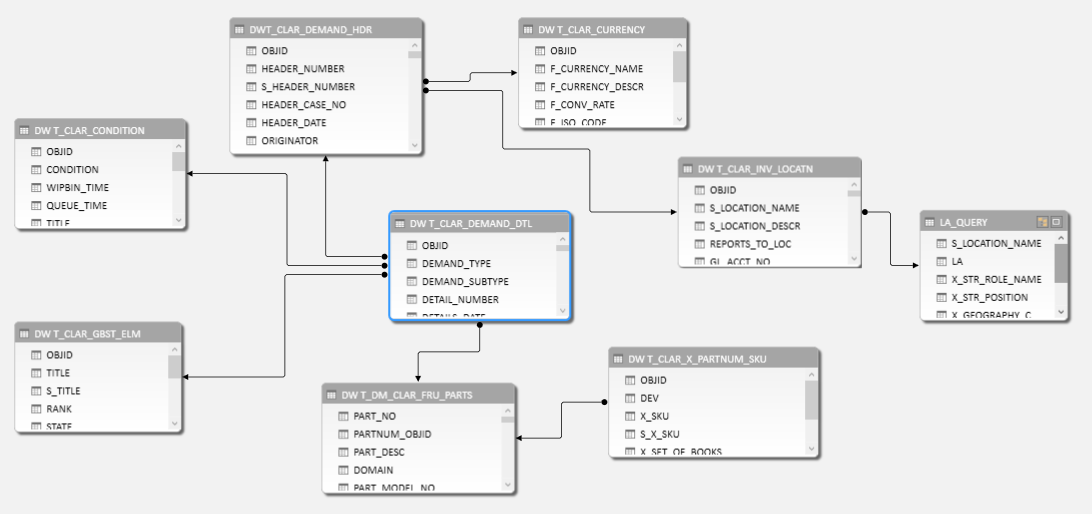 DWT_CLAR_DEMAND_HDR
OBJID
HEADER_NUMBER
S_HEADER_NUMBER
HEADER_CASE_NO
HEADER_DATE
ORIGINATOR
DW T_CLAR_CURRENCY
OBJID
F_CURRENCY_NAME
F_CURRENCY_DESCR
F_CONV_RATE
F_ISO_CODE
DW T_CLAR_CONDITION
OBJID
CONDITION
WIPBIN_TIME
QUEUE_TIME
TITLE
DW T_CLAR_INV_LOCATN
OBJID
S_LOCATION_NAME
S_LOCATION_DESCR
REPORTS_TO_LOC
GL_ACCT_NO
DW T_CLAR_DEMAND_DTL
OBJID
DEMAND_TYPE
DEMAND_SUBTYPE
DETAIL_NUMBER
DETAILS_DATE
LA_QUERY
S_LOCATION_NAME
LA
X_STR_ROLE_NAME
X_STR_POSITION
X_GEOGRAPHY_C
DW T_CLAR_GBST_ELM
OBJID
TITLE
S_TITLE
RANK
STATE
DW T_DM_CLAR_FRU_PARTS
PART_NO
PARTNUM_OBJID
PART_DESC
DOMAIN
PART_MODEL_NO
DW T_CLAR_X_PARTNUM_SKU
OBJID
DEV
X_SKU
S_X_SKU
X_SET_OF_BOOKS